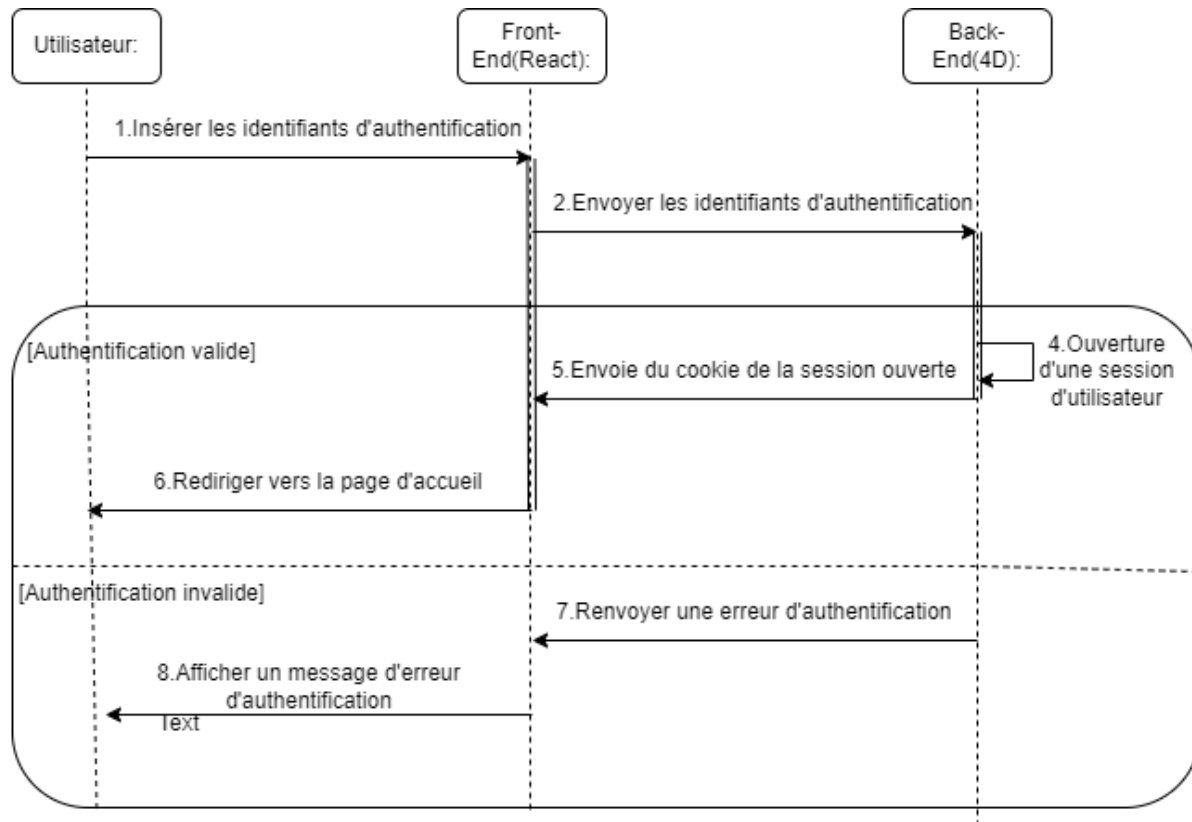 Utilisateur:
Front-
End(React):
Back-
End(4D):
1.Insérer les identifiants d'authentification
2.Envoyer les identifiants d'authentification
[Authentification valide]
4.Ouverture
d'une session
d'utilisateur
5.Envoie du cookie de la session ouverte
6.Rediriger vers la page d'accueil
[Authentification invalide]
7.Renvoyer une erreur d'authentification
8.Afficher un message d'erreur
d'authentification
Text